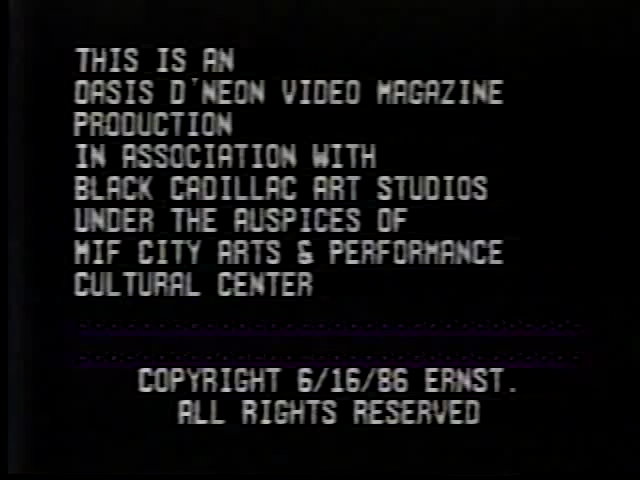 THIS IS AN
OASIS D'NEON VIDEO MAGAZINE
PRODUCTION
IN ASSOCIATION WITH
BLACK CADILLAC ART STUDIOS
UNDER THE AUSPICES OF
MIF CITY ARTS & PERFORMANCE
CULTURAL CENTER
COPYRIGHT 6/16/86 ERNST.
ALL RIGHTS RESERVED